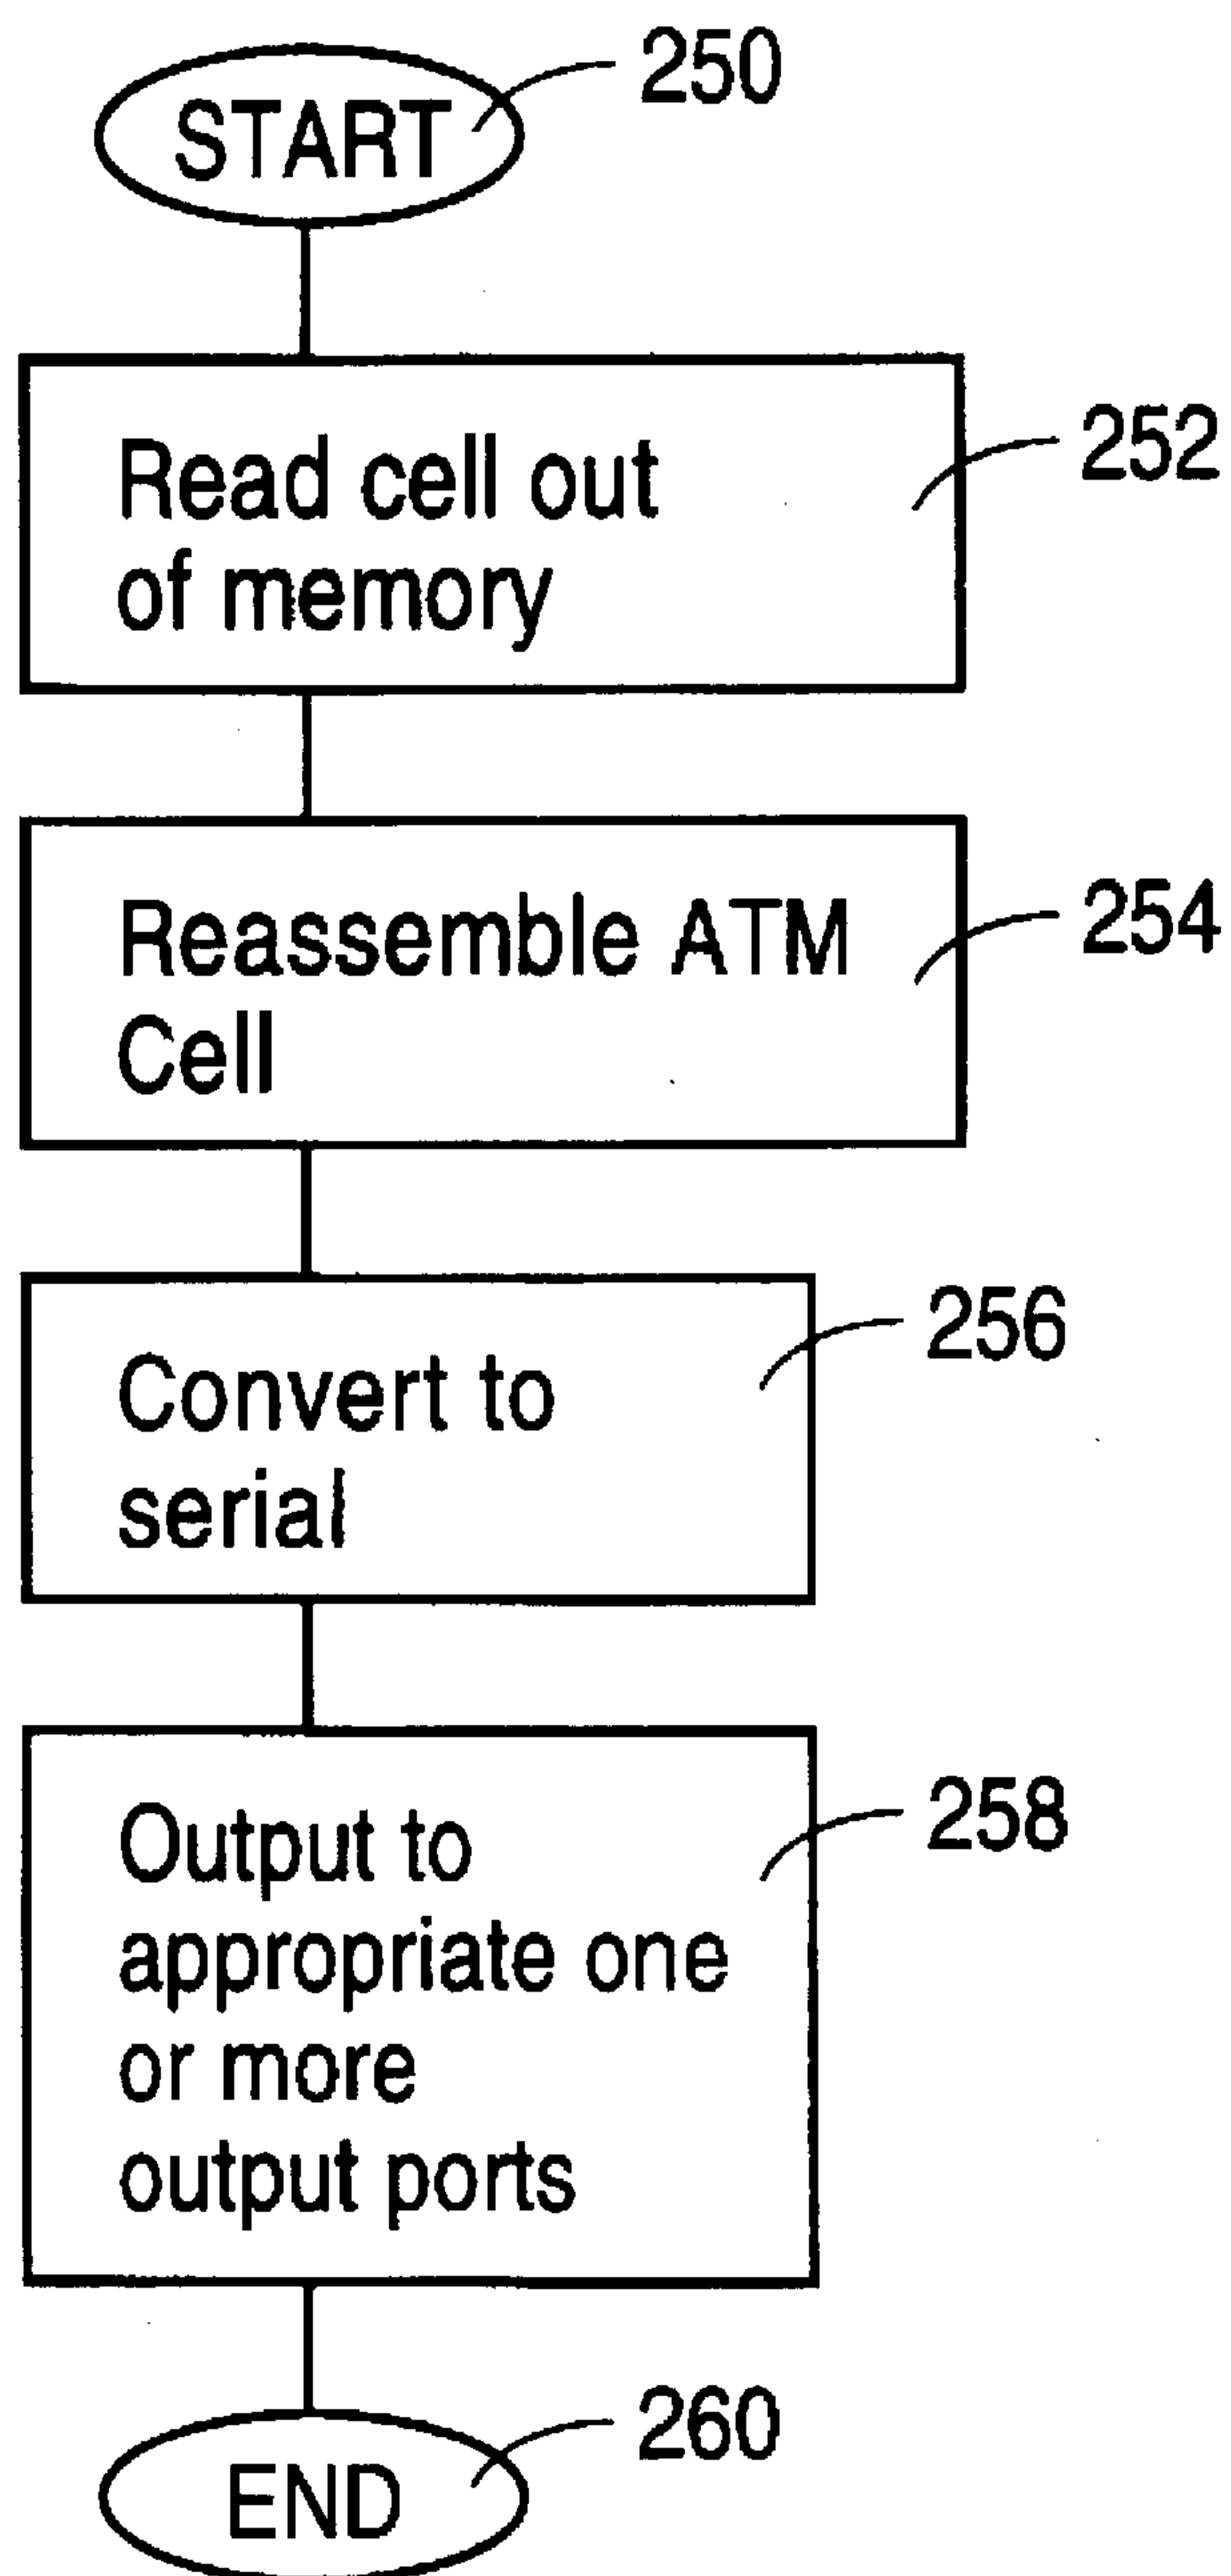 START
250
Read cell out
of memory
252
Reassemble ATM
Cell
254
Convert to
serial
256
Output to
appropriate one
or more
output ports
258
END
260